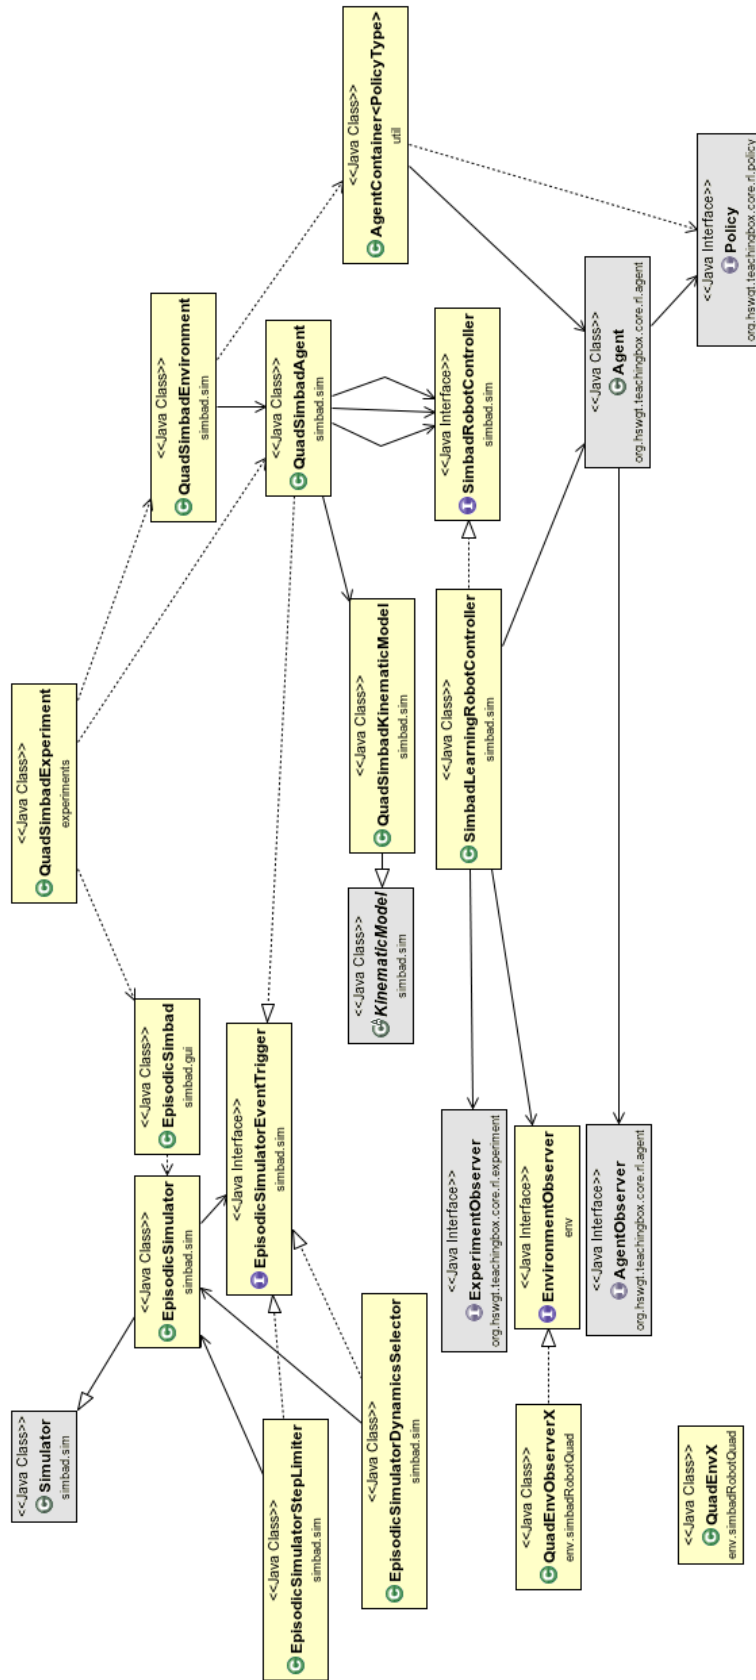 <<Java Class>>
Simulator
simbad.sim
<<Java Class>>
QuadSimbadExperiment
experiments
<<Java Class>>
EpisodicSimulator
simbad.sim
<<Java Class>>
EpisodicSimbad
simbad.gui
<<Java Class>>
QuadSimbadEnvironment
simbad.sim
<<Java Interface>>
EpisodicSimulatorEventTrigger
simbad.sim
<<Java Class>>
EpisodicSimulatorStepLimiter
simbad.sim
<<Java Class>>
QuadSimbadAgent
simbad.sim
<<Java Class>>
AgentContainer<PolicyType>
util
<<Java Class>>
EpisodicSimulatorDynamicsSelector
simbad.sim
<<Java Class>>
KinematicModel
simbad.sim
<<Java Class>>
QuadSimbadKinematicModel
simbad.sim
<<Java Interface>>
ExperimentObserver
org.hswgt.teachingbox.core.rl.experiment
<<Java Class>>
SimbadLearningRobotController
simbad.sim
<<Java Interface>>
SimbadRobotController
simbad.sim
<<Java Class>>
QuadEnvObserverX
env.simbadRobotQuad
<<Java Interface>>
EnvironmentObserver
env
<<Java Interface>>
AgentObserver
org.hswgt.teachingbox.core.rl.agent
<<Java Class>>
Agent
org.hswgt.teachingbox.core.rl.agent
<<Java Class>>
QuadEnvX
env.simbadRobotQuad
<<Java Interface>>
Policy
org.hswgt.teachingbox.core.rl.policy